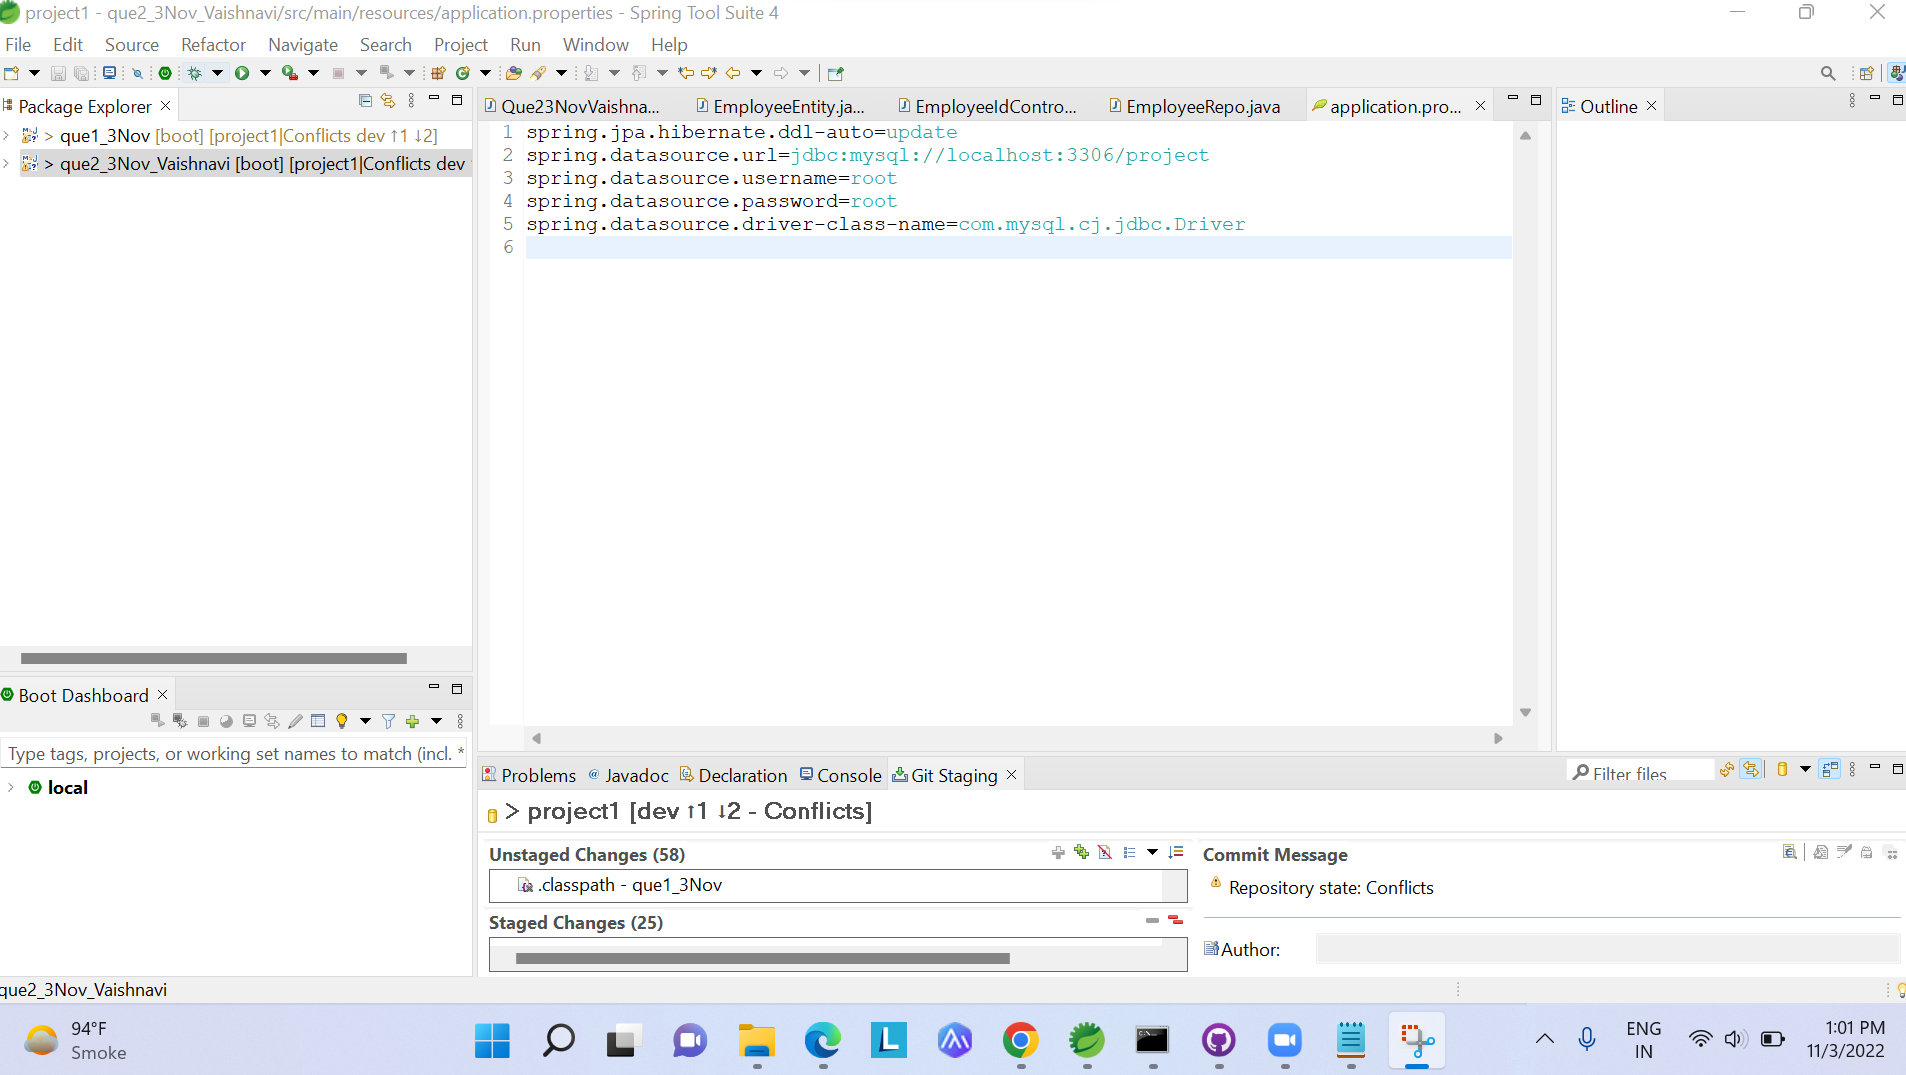 project1 - que2_3Nov_Vaishnavi/src/main/resources/application.properties - Spring Tool Suite 4
File Edit Source Refactor Navigate Search Project Run Window Help
Package Explorer
> que1_3Nov [boot] [project1|Conflicts dev ↑1 ↓2]
> que2_3Nov_Vaishnavi [boot] [project1|Conflicts dev
Que23NovVaishna... EmployeeEntity.ja... EmployeeIdContro... EmployeeRepo.java application.pro...
1 spring.jpa.hibernate.ddl-auto=update
2 spring.datasource.url=jdbc:mysql://localhost:3306/project
3 spring.datasource.username=root
4 spring.datasource.password=root
5 spring.datasource.driver-class-name=com.mysql.cj.jdbc.Driver
6
Outline
Boot Dashboard
Type tags, projects, or working set names to match (incl. *
local
Problems @ Javadoc Declaration Console Git Staging
Filter files
> project1 [dev ↑1 ↓2 - Conflicts]
Unstaged Changes (58)
.classpath - que1_3Nov
Staged Changes (25)
Commit Message
Repository state: Conflicts
Author:
que2_3Nov_Vaishnavi
94°F
Smoke
ENG
IN
1:01 PM
11/3/2022